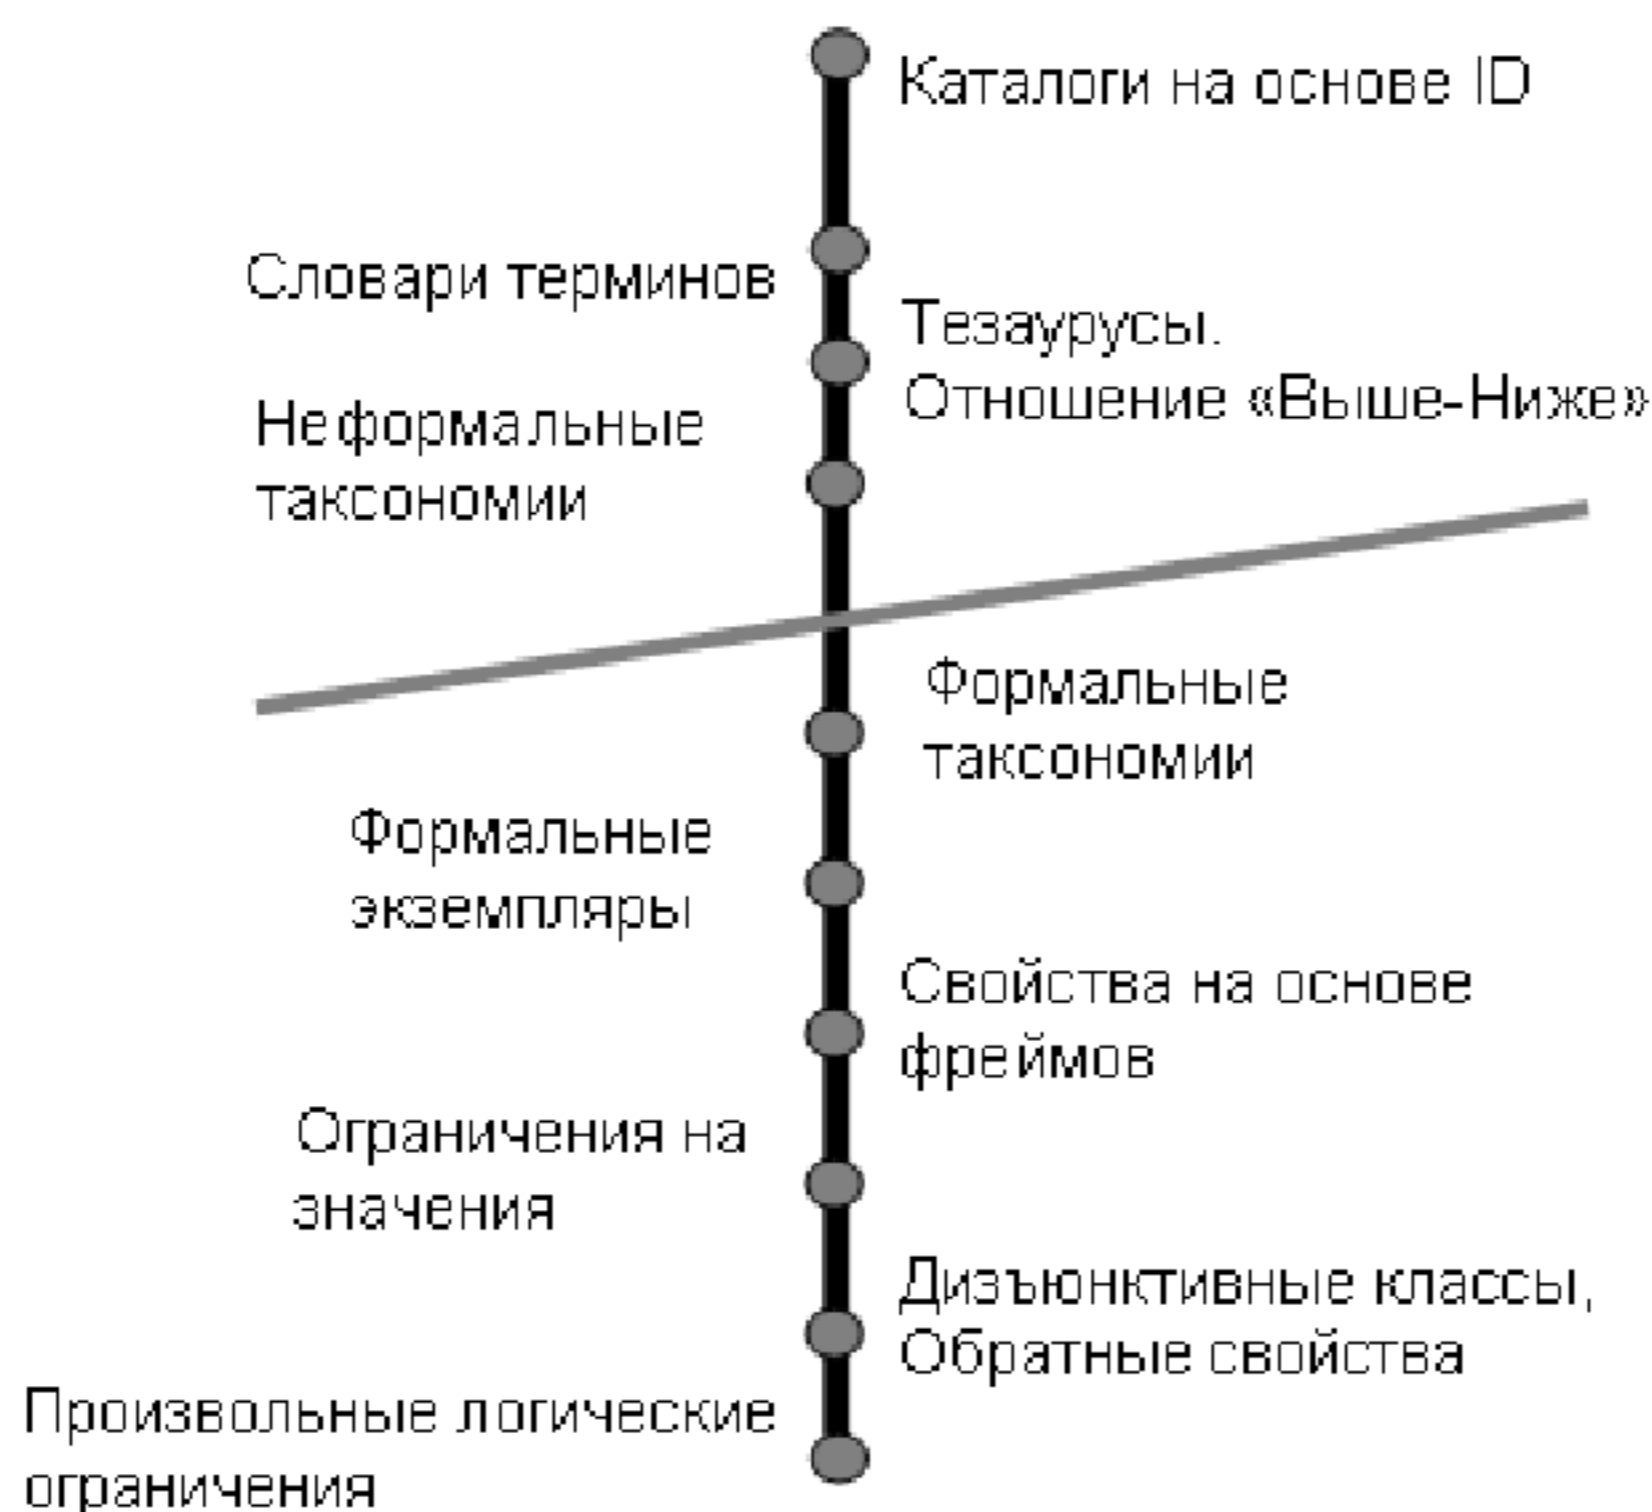 Каталоги на основе ID
Словари терминов
Тезаурусы.
Отношение «Выше-Ниже»
Неформальные
таксономии
Формальные
таксономии
Формальные
экземпляры
Свойства на основе
фреймов
Ограничения на
значения
Дизъюнктивные классы,
Обратные свойства
Произвольные логические
ограничения